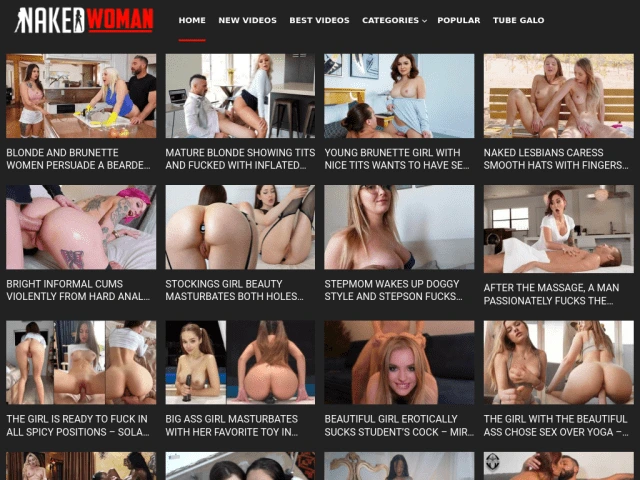 NAKEDWOMAN
HOME NEW VIDEOS BEST VIDEOS CATEGORIES POPULAR TUBE GALO
BLONDE AND BRUNETTE
WOMEN PERSUADE A BEARDE...
MATURE BLONDE SHOWING TITS
AND FUCKED WITH INFLATED...
YOUNG BRUNETTE GIRL WITH
NICE TITS WANTS TO HAVE SE...
NAKED LESBIANS CARESS
SMOOTH HATS WITH FINGERS...
BRIGHT INFORMAL CUMS
VIOLENTLY FROM HARD ANAL...
STOCKINGS GIRL BEAUTY
MASTURBATES BOTH HOLES...
STEPMOM WAKES UP DOGGY
STYLE AND STEPSON FUCKS...
AFTER THE MASSAGE, A MAN
PASSIONATELY FUCKS THE...
THE GIRL IS READY TO FUCK IN
ALL SPICY POSITIONS – SOLA...
BIG ASS GIRL MASTURBATES
WITH HER FAVORITE TOY IN...
BEAUTIFUL GIRL EROTICALLY
SUCKS STUDENT'S COCK – MIR...
THE GIRL WITH THE BEAUTIFUL
ASS CHOSE SEX OVER YOGA –...